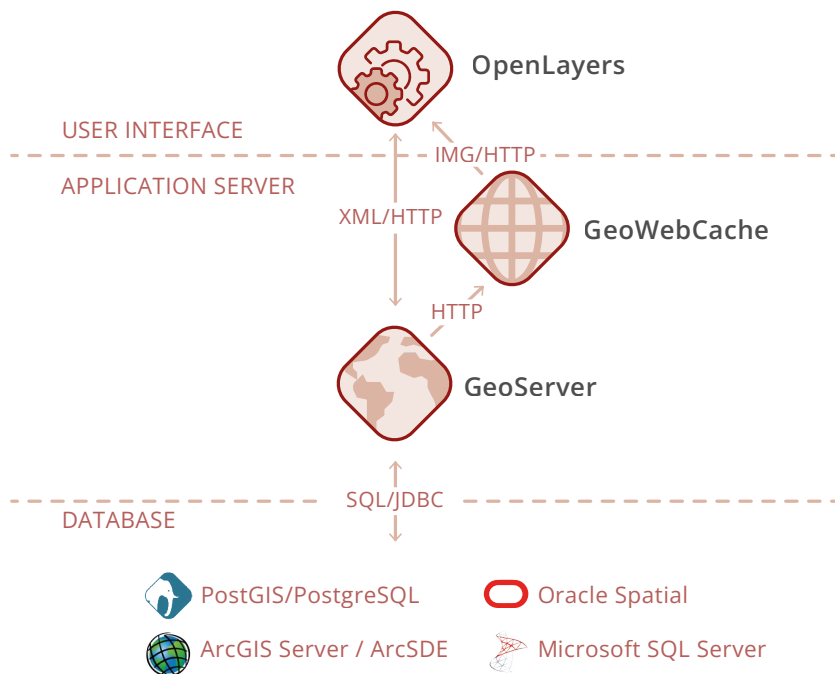 OpenLayers
USER INTERFACE
IMG/HTTP
APPLICATION SERVER
XML/HTTP
GeoWebCache
HTTP
GeoServer
SQL/JDBC
DATABASE
PostGIS/PostgreSQL
Oracle Spatial
ArcGIS Server / ArcSDE
Microsoft SQL Server